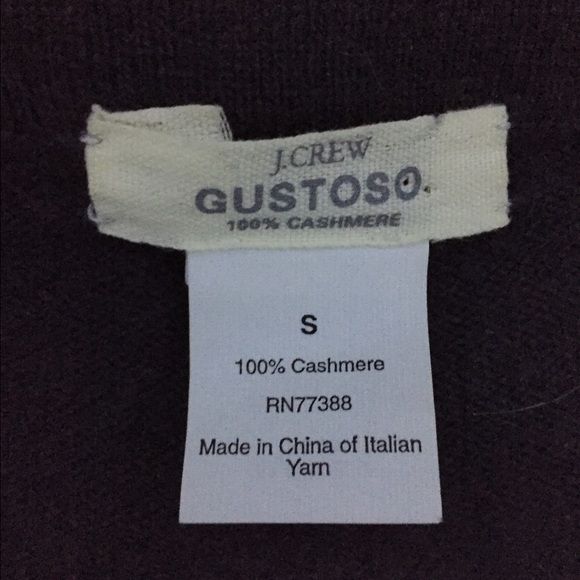 J.CREW
GUSTOSO.
100% CASHMERE
S
100% Cashmere
RN77388
Made in China of Italian
Yarn